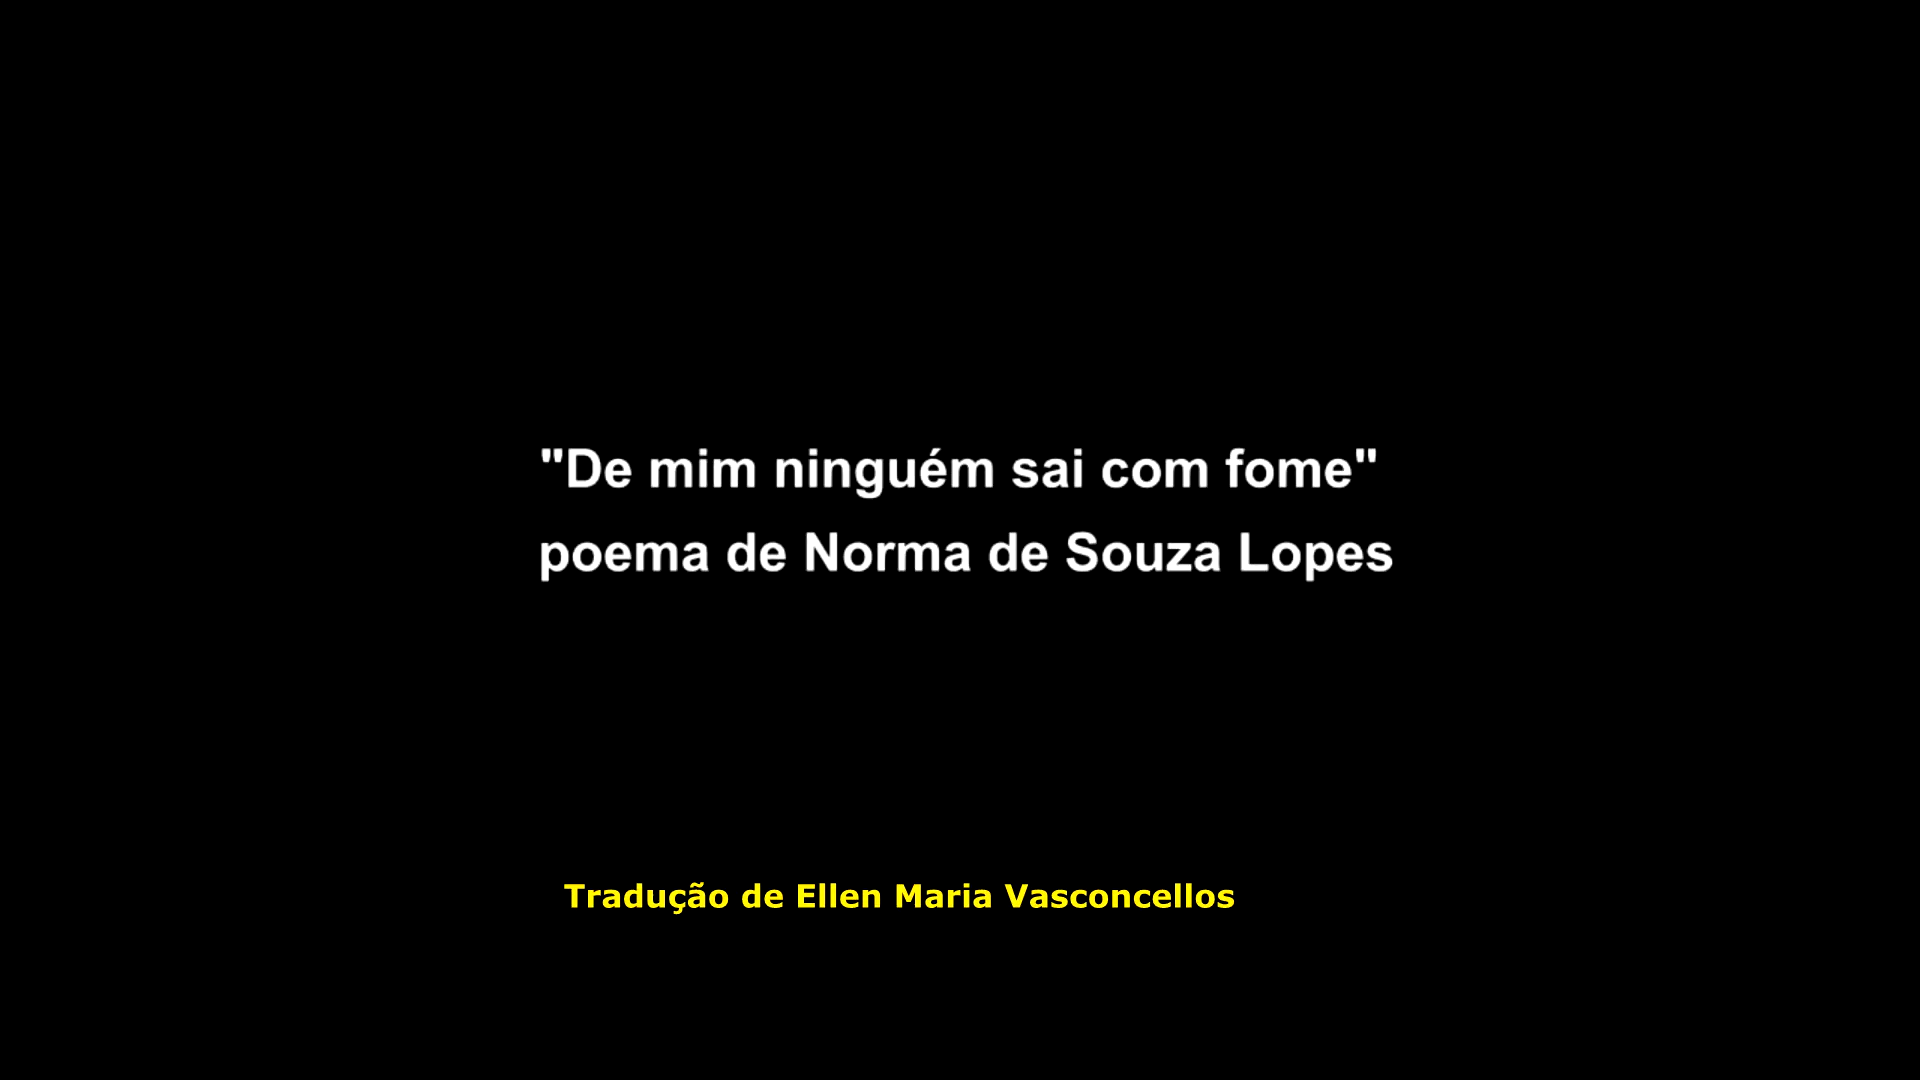 "De mim ninguém sai com fome"
poema de Norma de Souza Lopes
Tradução de Ellen Maria Vasconcellos